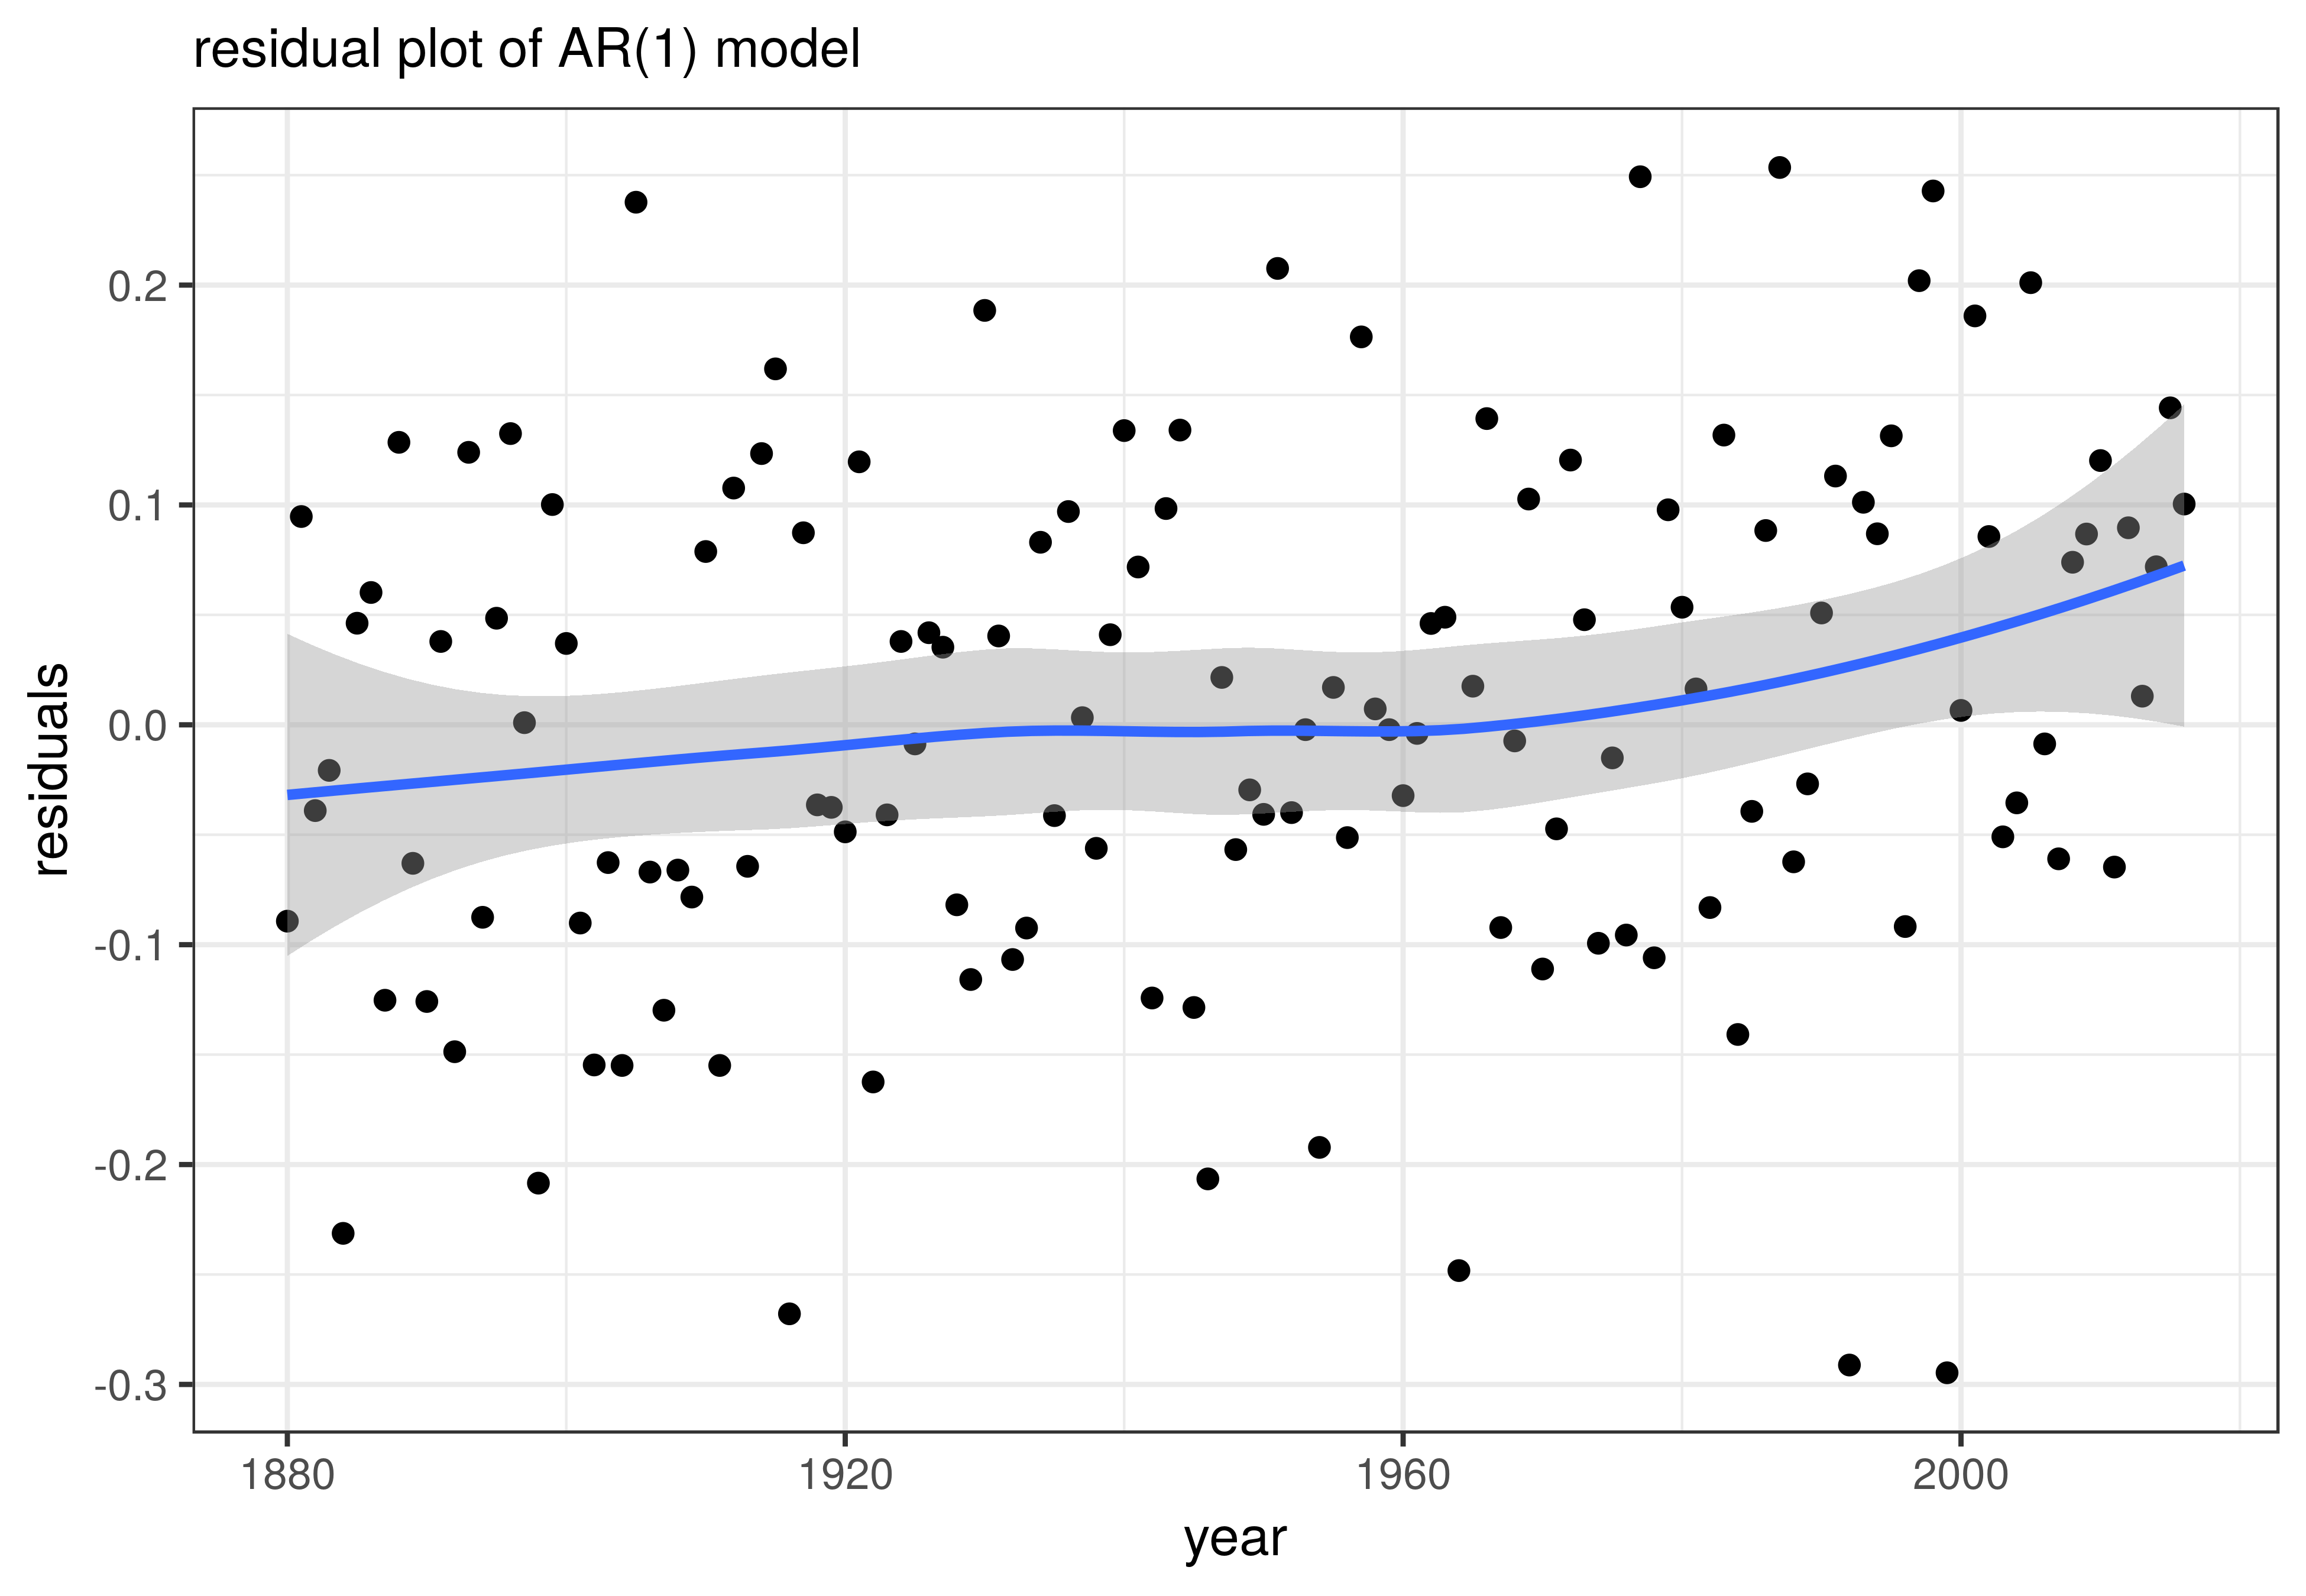 residual plot of AR(1) model
residuals
0.2
0.1
0.0
-0.1
-0.2
-0.3
1880 1920 1960 2000
year